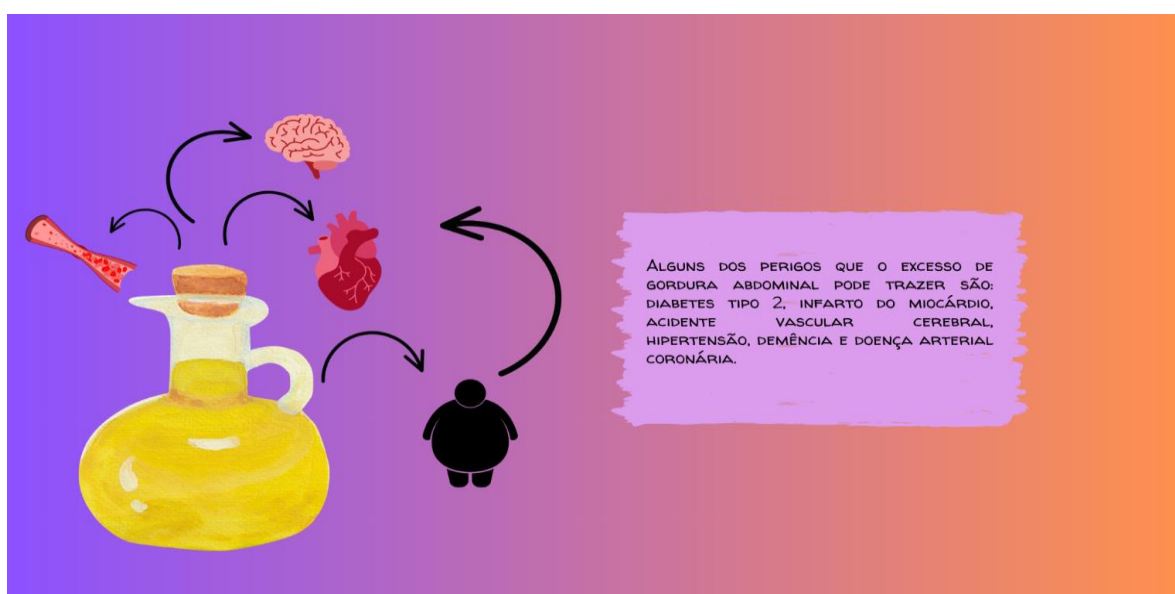 ALGUNS DOS PERIGOS QUE O EXCESSO DE
GORDURA ABDOMINAL PODE TRAZER SÃO:
DIABETES TIPO 2, INFARTO DO MIOCÁRDIO,
ACIDENTE VASCULAR CEREBRAL,
HIPERTENSÃO, DEMÊNCIA E DOENÇA ARTERIAL
CORONÁRIA.